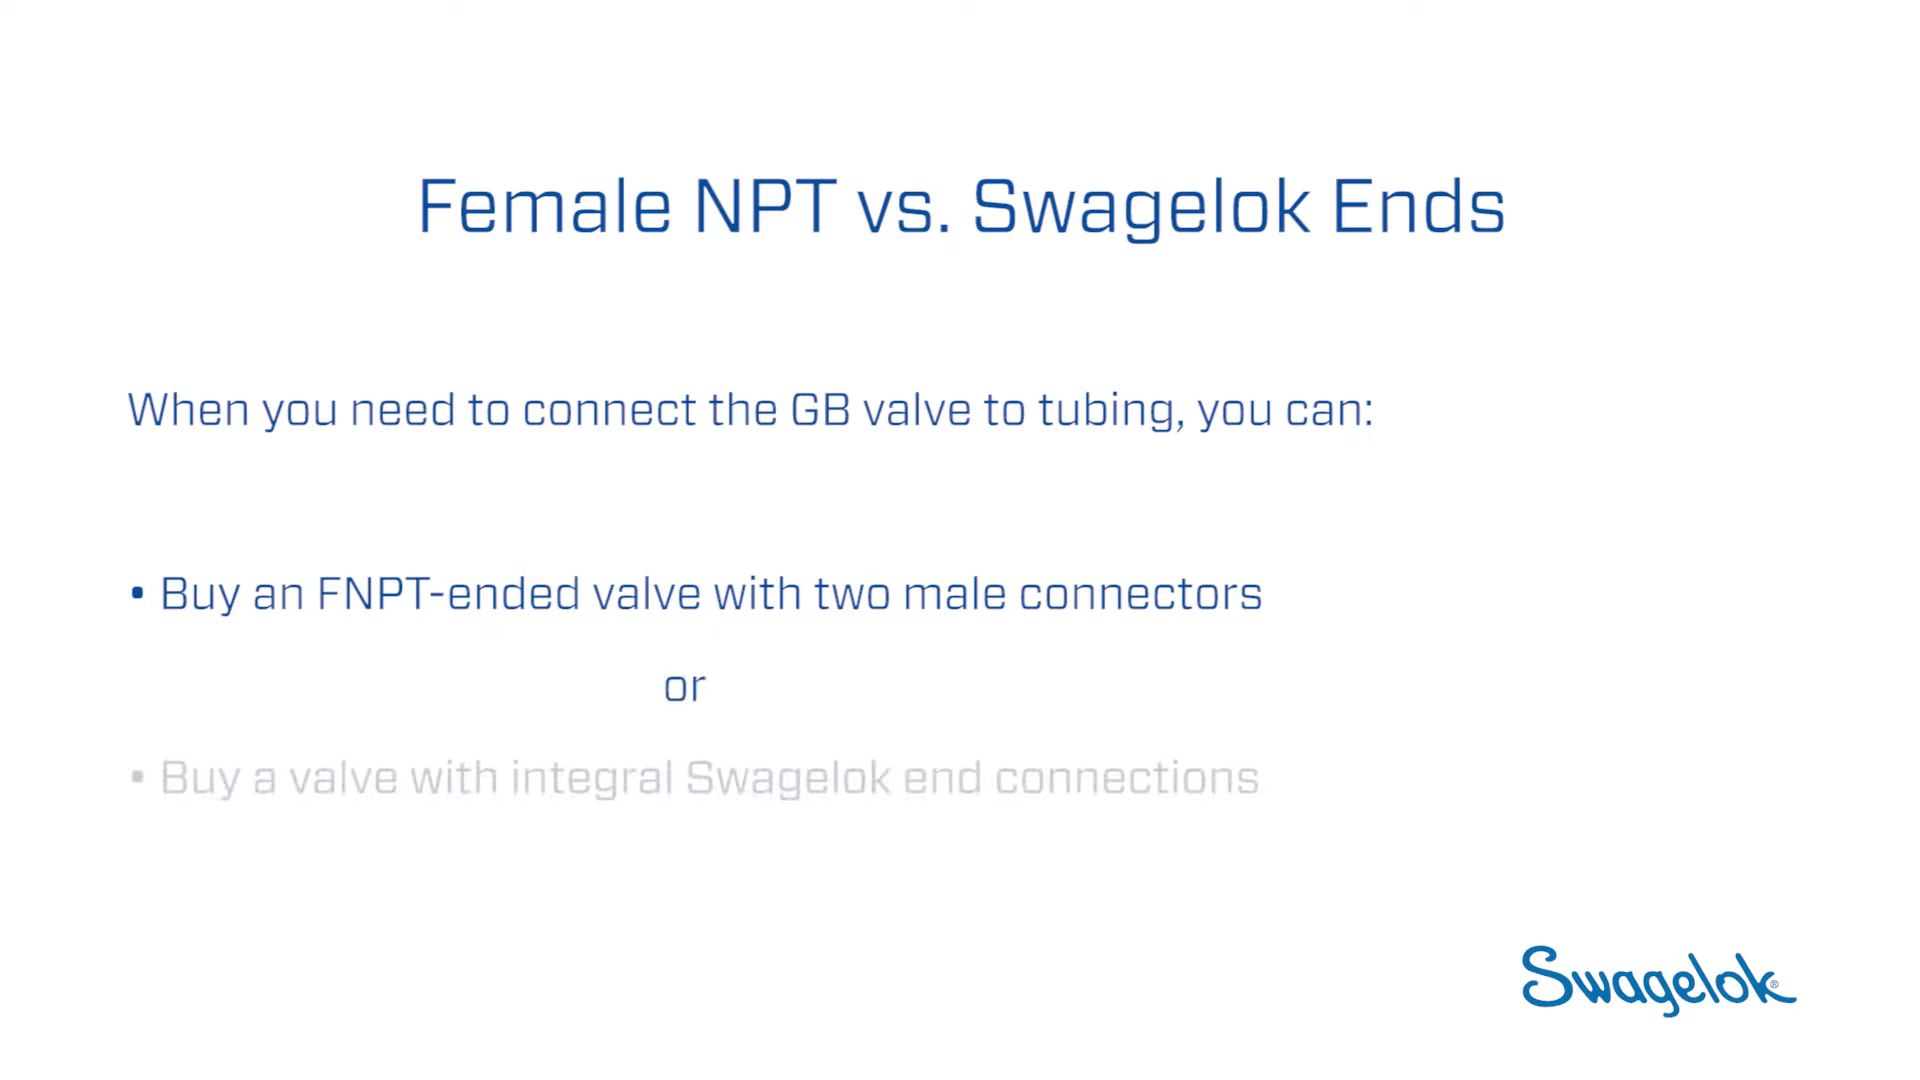 Female NPT vs. Swagelok Ends
When you need to connect the GB valve to tubing, you can:
• Buy an FNPT-ended valve with two male connectors
or
• Buy a valve with integral Swagelok end connections
Swagelok®